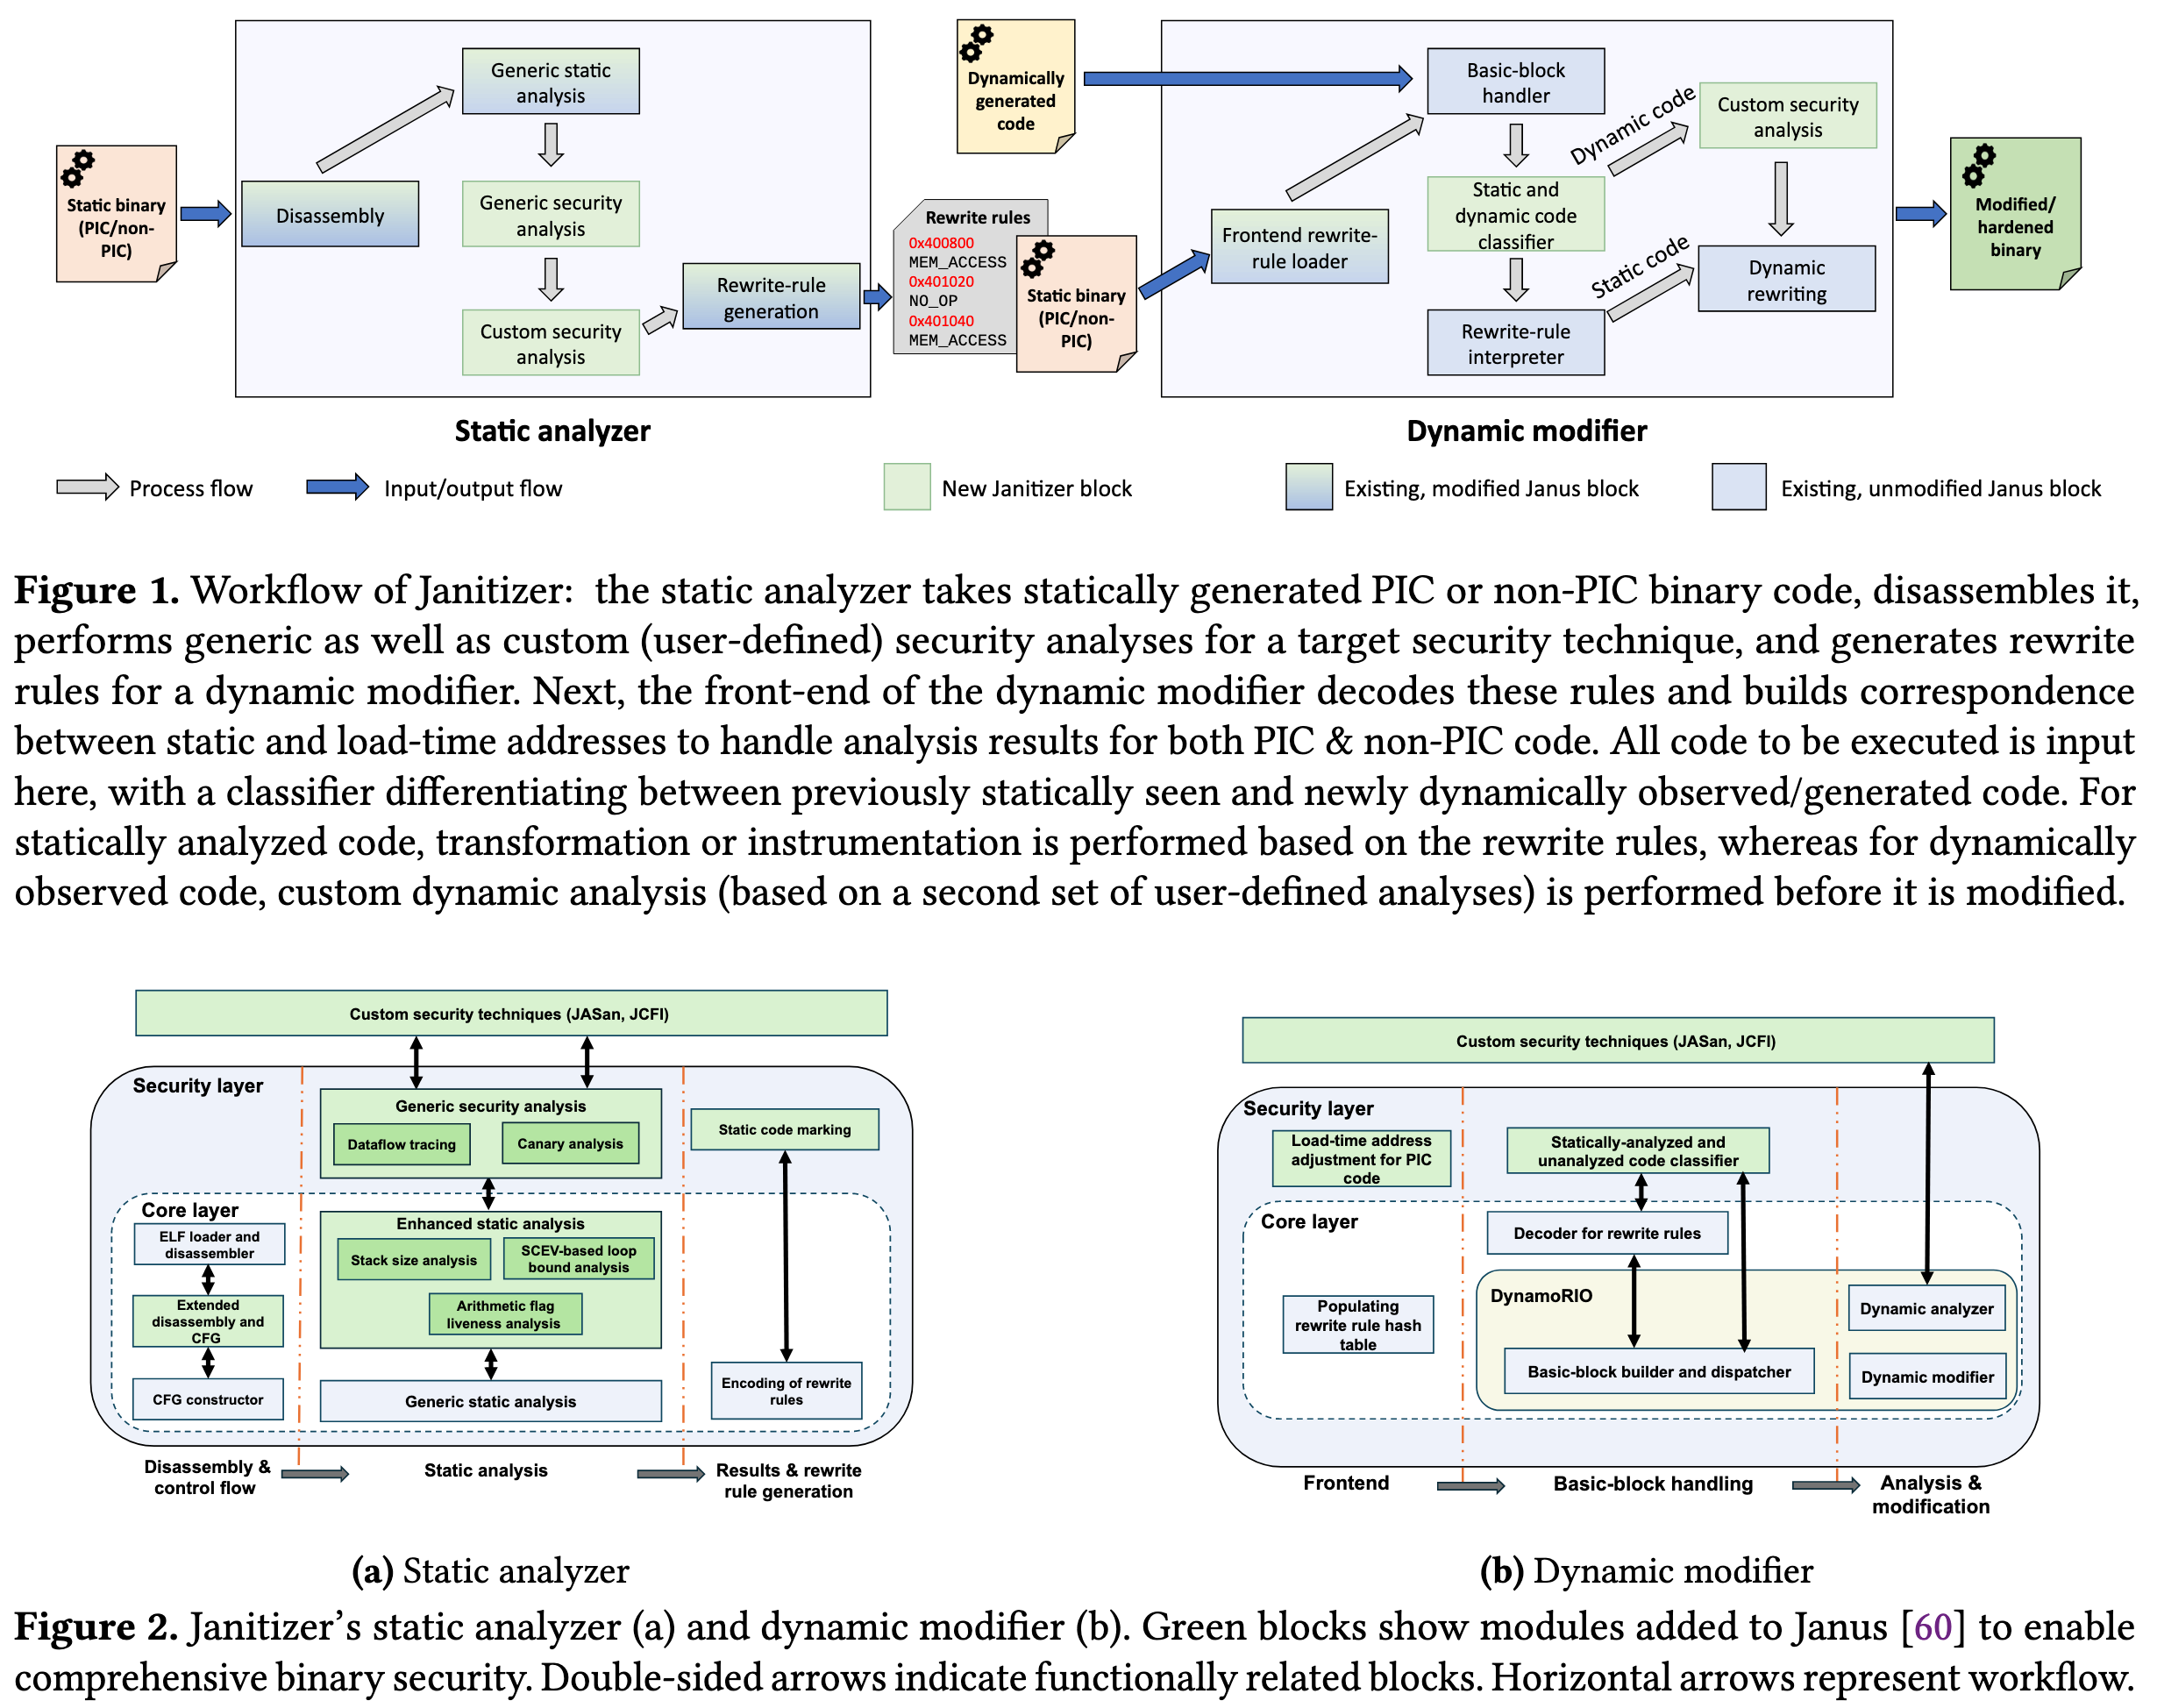 Static binary
(PIC/non-
PIC)
Disassembly
Generic static
analysis
Generic security
analysis
Custom security
analysis
Rewrite-rule
generation
Static analyzer
Rewrite rules
0x400800
MEM_ACCESS
0x401020
NO_OP
0x401040
MEM_ACCESS
Static binary
(PIC/non-
PIC)
Dynamically
generated
code
Frontend rewrite-
rule loader
Basic-block
handler
Static and
dynamic code
classifier
Rewrite-rule
interpreter
Dynamic code
Static code
Custom security
analysis
Dynamic
rewriting
Dynamic modifier
Modified/
hardened
binary
Process flow
Input/output flow
New Janitizer block
Existing, modified Janus block
Existing, unmodified Janus block
Figure 1. Workflow of Janitizer: the static analyzer takes statically generated PIC or non-PIC binary code, disassembles it,
performs generic as well as custom (user-defined) security analyses for a target security technique, and generates rewrite
rules for a dynamic modifier. Next, the front-end of the dynamic modifier decodes these rules and builds correspondence
between static and load-time addresses to handle analysis results for both PIC & non-PIC code. All code to be executed is input
here, with a classifier differentiating between previously statically seen and newly dynamically observed/generated code. For
statically analyzed code, transformation or instrumentation is performed based on the rewrite rules, whereas for dynamically
observed code, custom dynamic analysis (based on a second set of user-defined analyses) is performed before it is modified.
Custom security techniques (JASan, JCFI)
Security layer
Generic security analysis
Dataflow tracing
Canary analysis
Static code marking
Core layer
ELF loader and
disassembler
Extended
disassembly and
CFG
CFG constructor
Enhanced static analysis
Stack size analysis
SCEV-based loop
bound analysis
Arithmetic flag
liveness analysis
Generic static analysis
Encoding of rewrite
rules
Disassembly &
control flow
Static analysis
Results & rewrite
rule generation
(a) Static analyzer
Custom security techniques (JASan, JCFI)
Security layer
Load-time address
adjustment for PIC
code
Statically-analyzed and
unanalyzed code classifier
Core layer
Decoder for rewrite rules
Populating
rewrite rule hash
table
DynamoRIO
Basic-block builder and dispatcher
Dynamic analyzer
Dynamic modifier
Frontend
Basic-block handling
Analysis &
modification
(b) Dynamic modifier
Figure 2. Janitizer's static analyzer (a) and dynamic modifier (b). Green blocks show modules added to Janus [60] to enable
comprehensive binary security. Double-sided arrows indicate functionally related blocks. Horizontal arrows represent workflow.